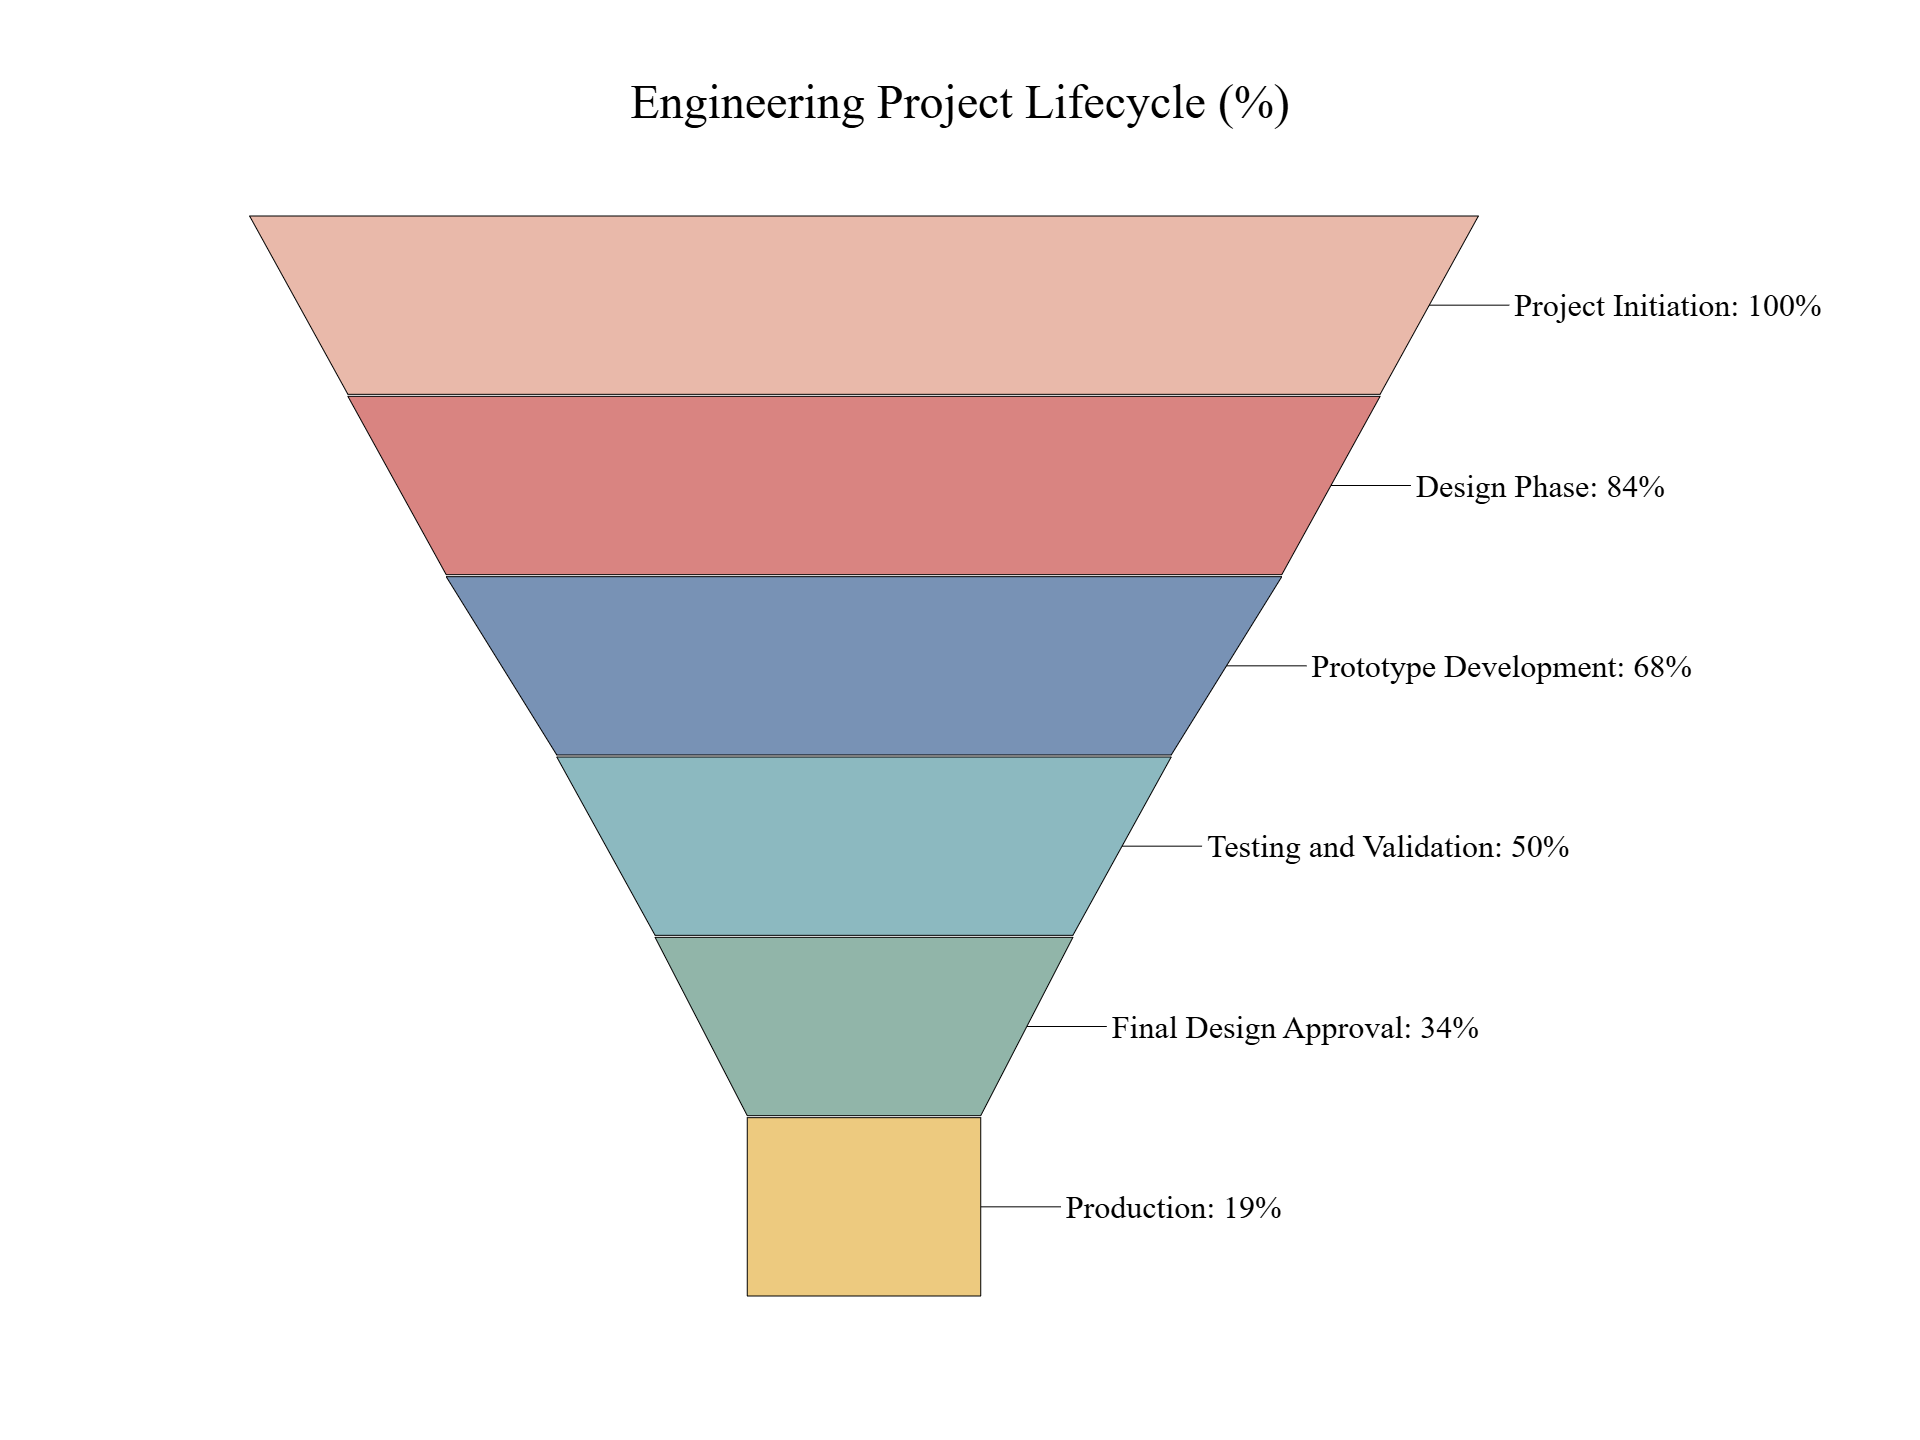 Engineering Project Lifecycle (%)
Project Initiation: 100%
Design Phase: 84%
Prototype Development: 68%
Testing and Validation: 50%
Final Design Approval: 34%
Production: 19%